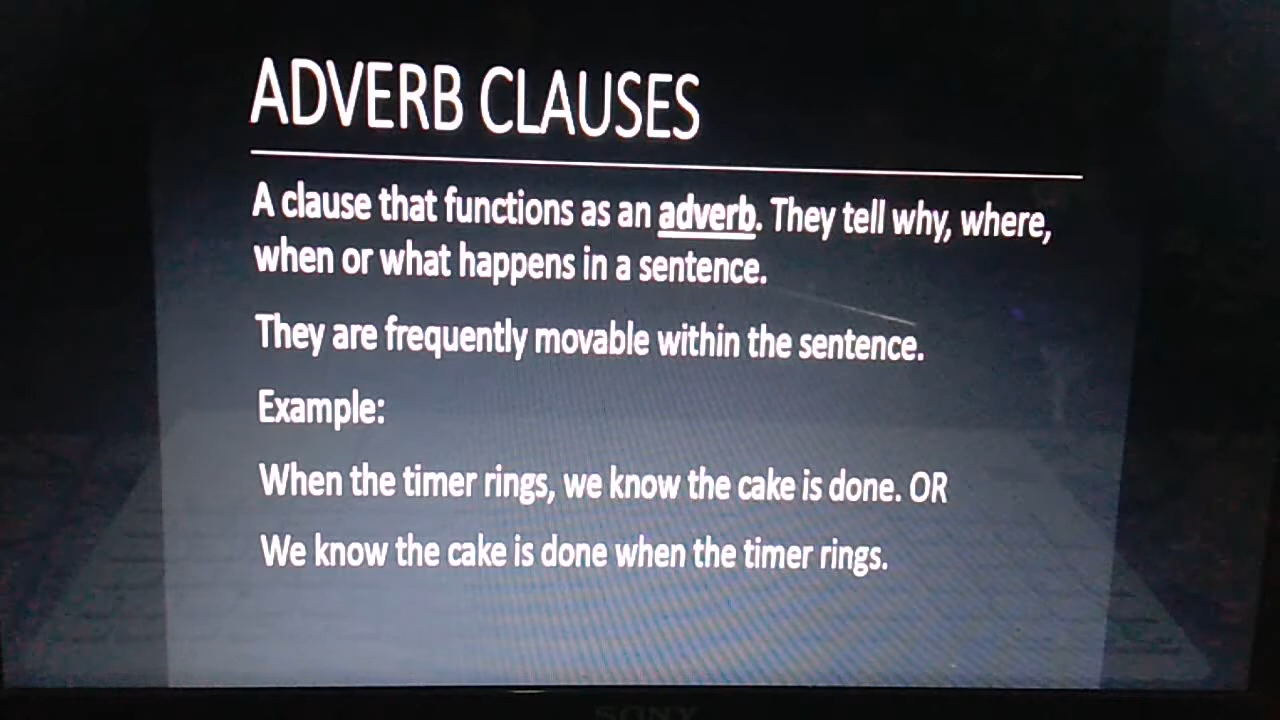 ADVERB CLAUSES
A clause that functions as an adverb. They tell why, where,
when or what happens in a sentence.
They are frequently movable within the sentence.
Example:
When the timer rings, we know the cake is done. OR
We know the cake is done when the timer rings.
SONY